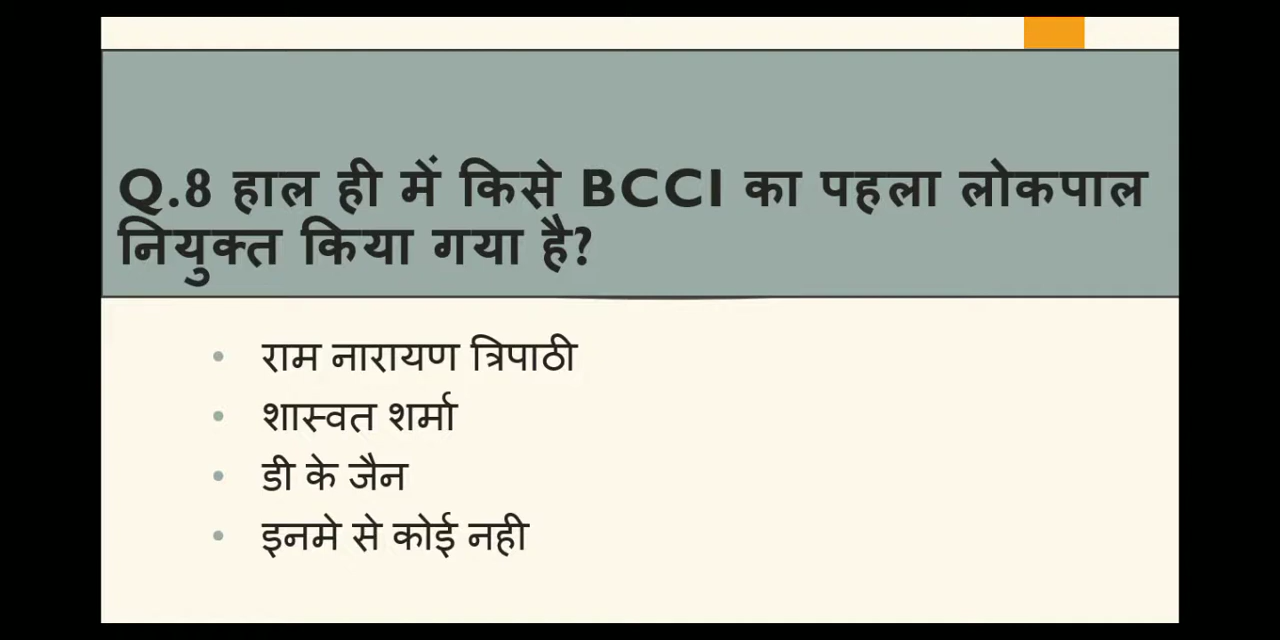 Q.8 हाल ही में किसे BCCI का पहला लोकपाल
नियुक्त किया गया है?
• राम नारायण त्रिपाठी
• शास्वत शर्मा
• डी के जैन
• इनमे से कोई नही